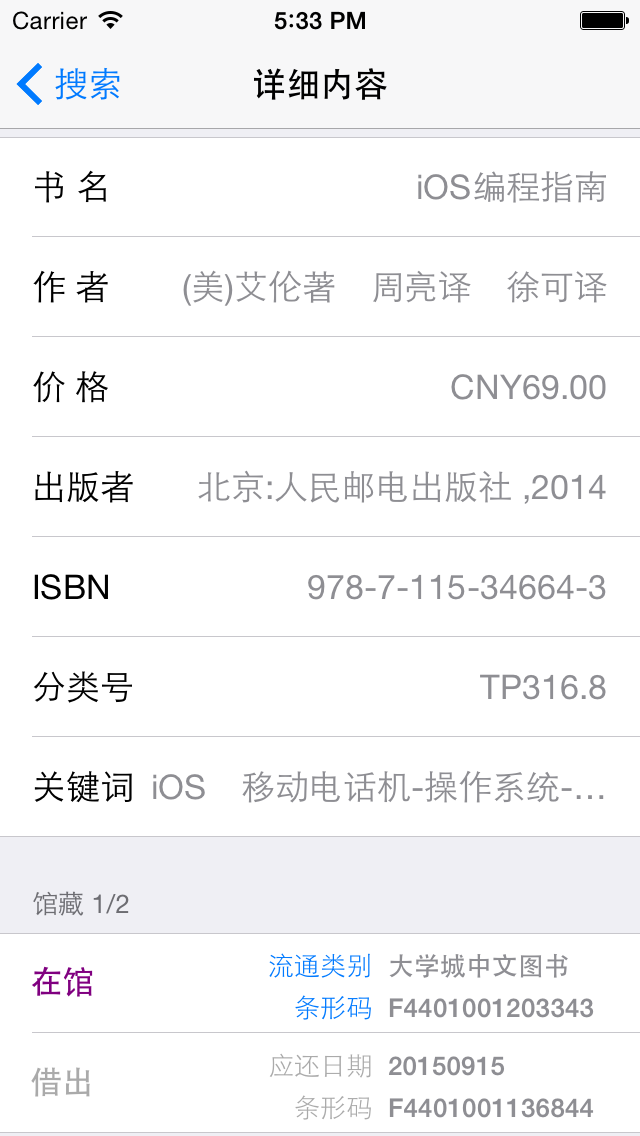 Carrier 5:33 PM
搜索 详细内容
书 名 iOS编程指南
作 者 (美)艾伦著 周亮译 徐可译
价 格 CNY69.00
出版者 北京:人民邮电出版社 ,2014
ISBN 978-7-115-34664-3
分类号 TP316.8
关键词 iOS 移动电话机-操作系统-…
馆藏 1/2
在馆 流通类别 大学城中文图书
条形码 F4401001203343
借出 应还日期 20150915
条形码 F4401001136844